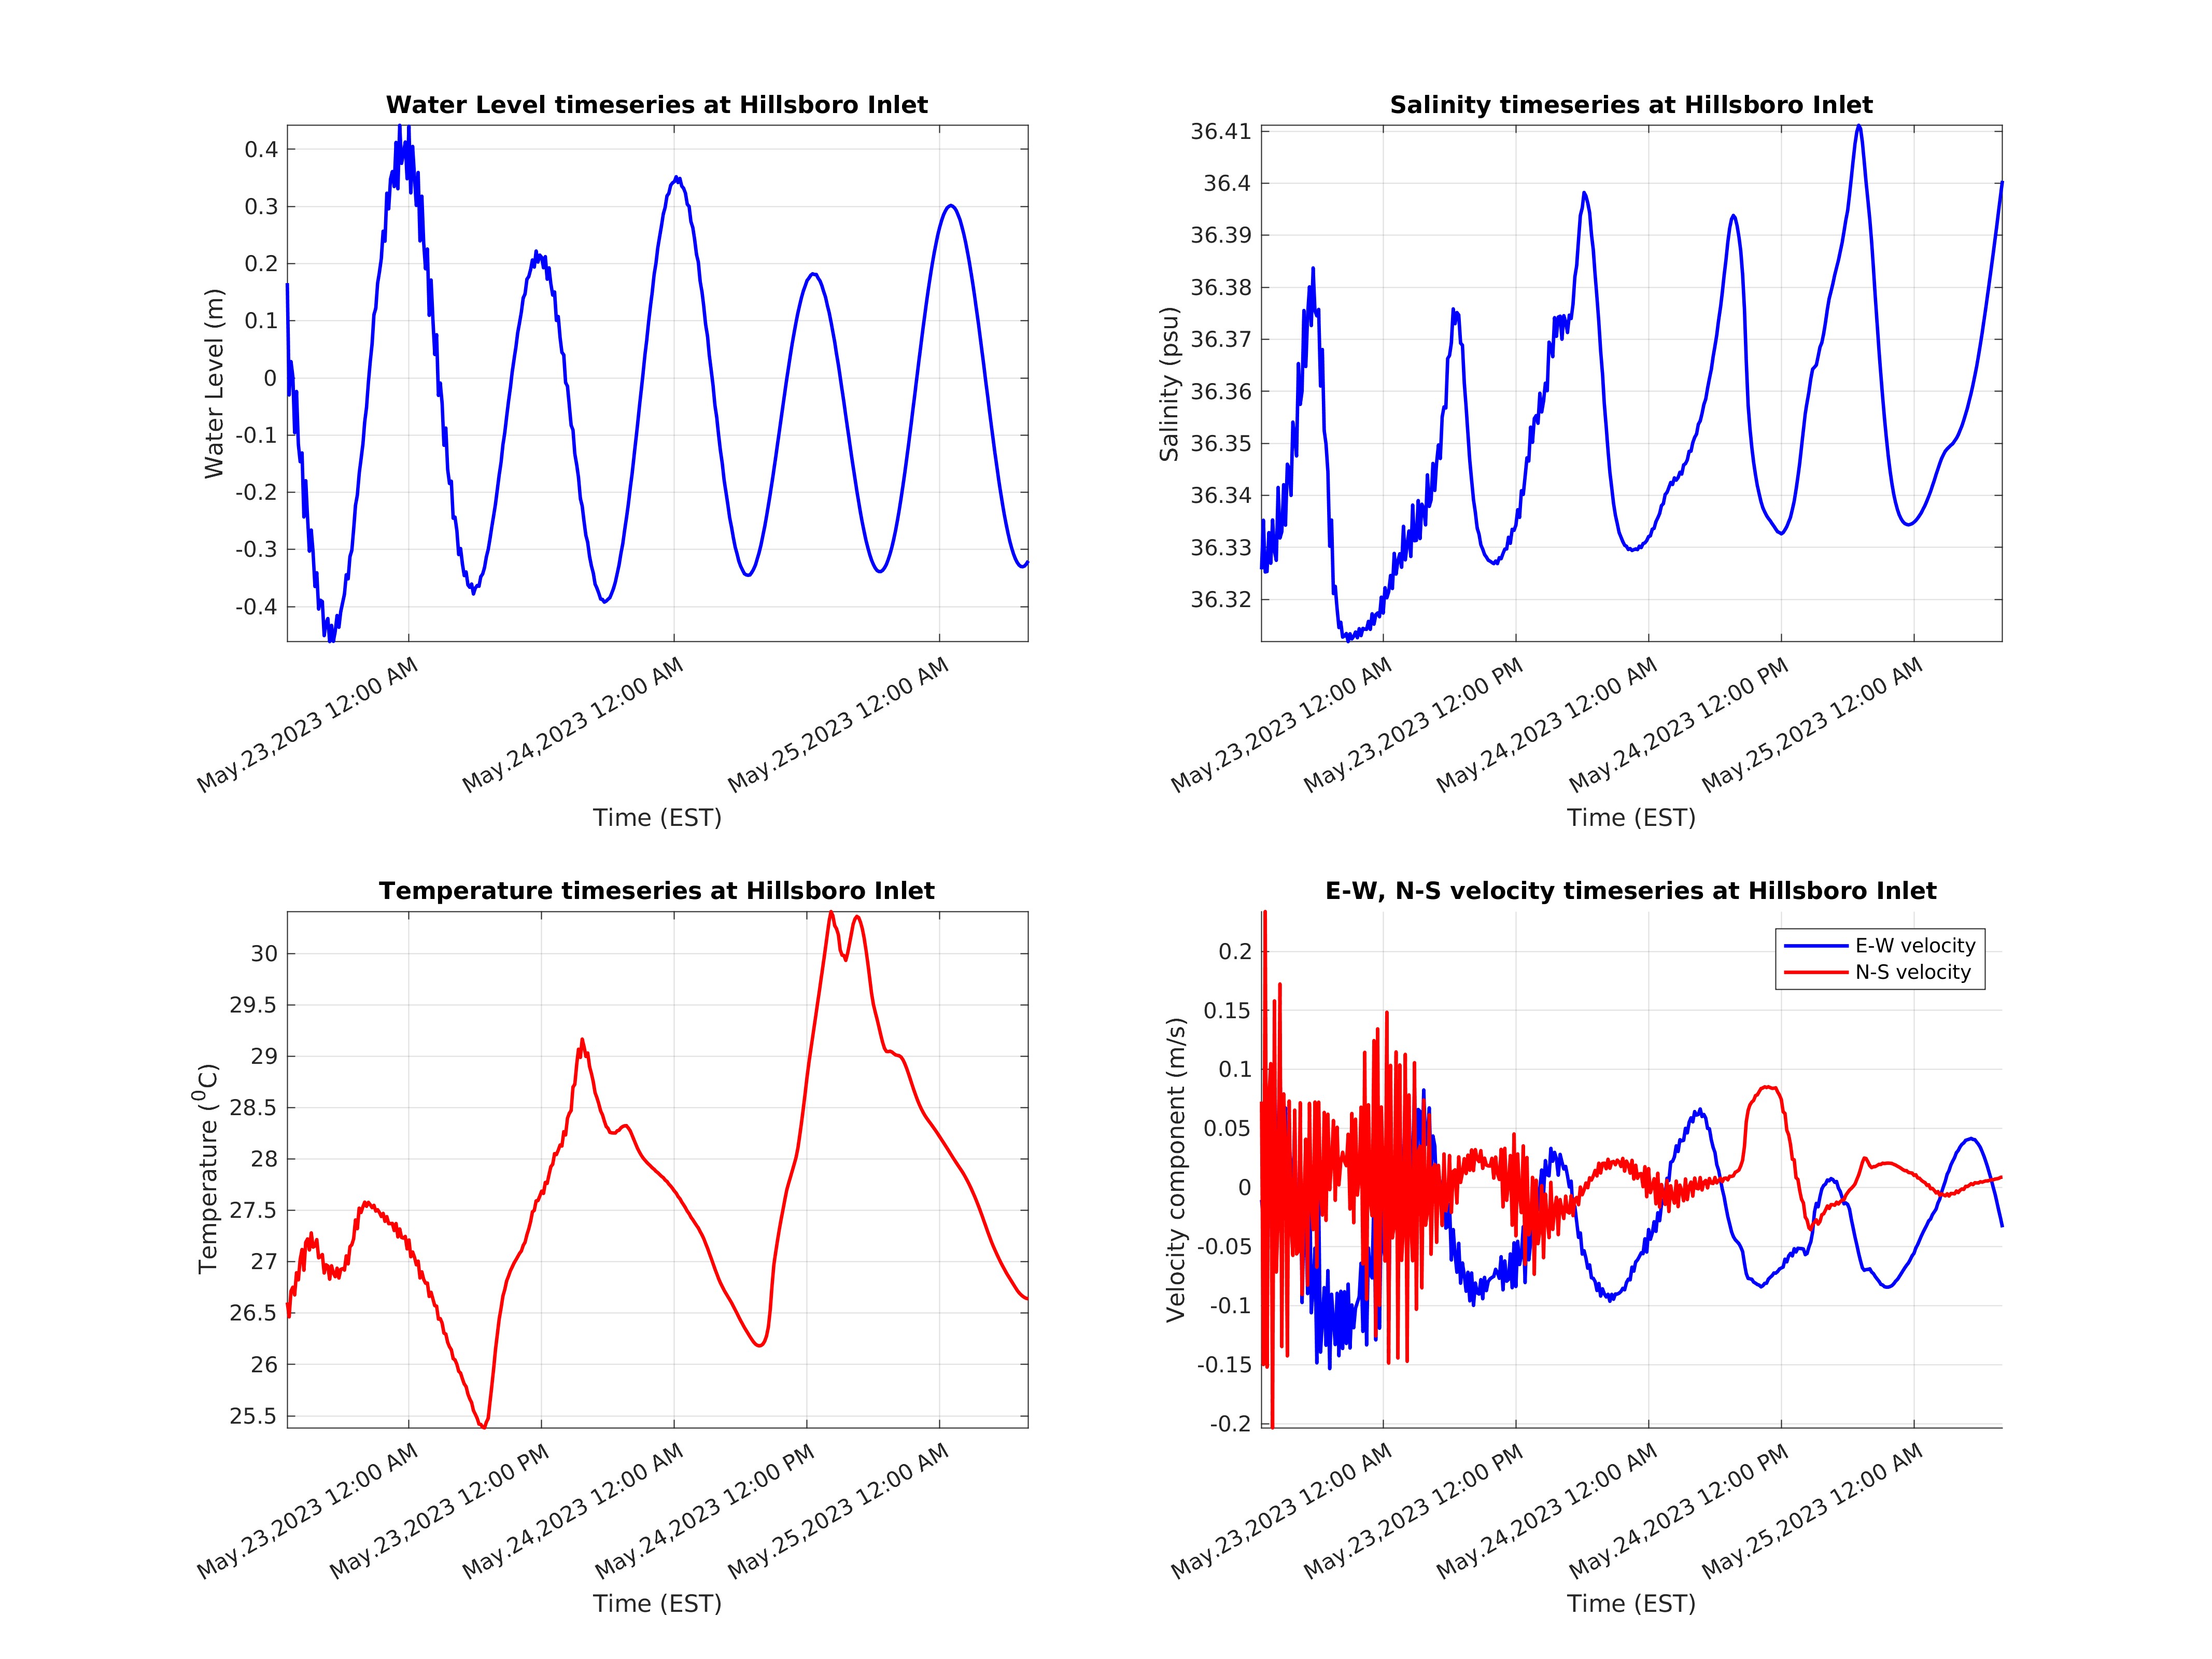 Water Level timeseries at Hillsboro Inlet
Water Level (m)
0.4
0.3
0.2
0.1
0
-0.1
-0.2
-0.3
-0.4
May.23,2023 12:00 AM
May.24,2023 12:00 AM
May.25,2023 12:00 AM
Time (EST)
Salinity timeseries at Hillsboro Inlet
Salinity (psu)
36.41
36.4
36.39
36.38
36.37
36.36
36.35
36.34
36.33
36.32
May.23,2023 12:00 AM
May.23,2023 12:00 PM
May.24,2023 12:00 AM
May.24,2023 12:00 PM
May.25,2023 12:00 AM
Time (EST)
Temperature timeseries at Hillsboro Inlet
Temperature (⁰C)
30
29.5
29
28.5
28
27.5
27
26.5
26
25.5
May.23,2023 12:00 AM
May.23,2023 12:00 PM
May.24,2023 12:00 AM
May.24,2023 12:00 PM
May.25,2023 12:00 AM
Time (EST)
E-W, N-S velocity timeseries at Hillsboro Inlet
Velocity component (m/s)
0.2
0.15
0.1
0.05
0
-0.05
-0.1
-0.15
-0.2
E-W velocity
N-S velocity
May.23,2023 12:00 AM
May.23,2023 12:00 PM
May.24,2023 12:00 AM
May.24,2023 12:00 PM
May.25,2023 12:00 AM
Time (EST)